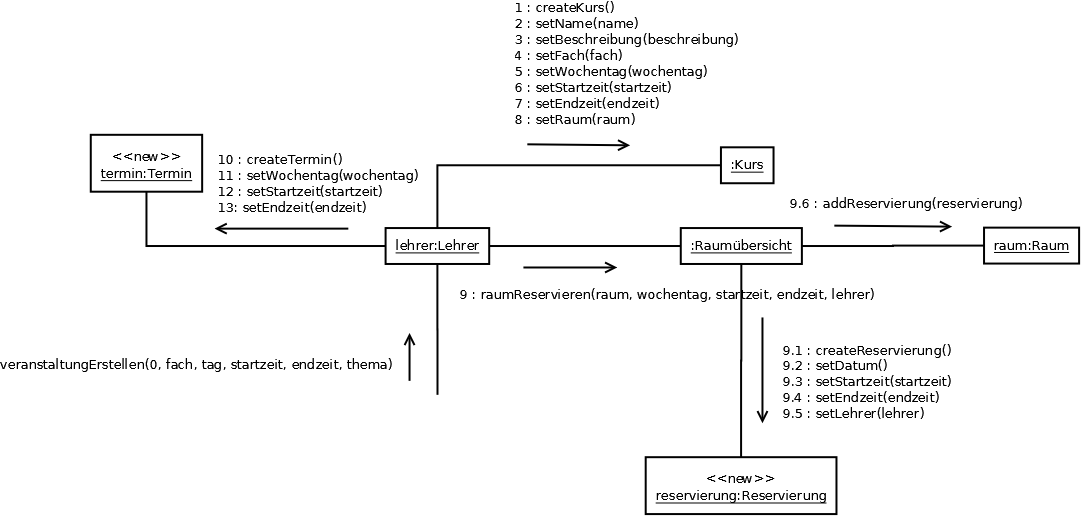 1 : createKurs()
2 : setName(name)
3 : setBeschreibung(beschreibung)
4 : setFach(fach)
5 : setWochentag(wochentag)
6 : setStartzeit(startzeit)
7 : setEndzeit(endzeit)
8 : setRaum(raum)
<<new>>
termin:Termin
10 : createTermin()
11 : setWochentag(wochentag)
12 : setStartzeit(startzeit)
13: setEndzeit(endzeit)
:Kurs
9.6 : addReservierung(reservierung)
lehrer:Lehrer
:Raumübersicht
raum:Raum
9 : raumReservieren(raum, wochentag, startzeit, endzeit, lehrer)
veranstaltungErstellen(0, fach, tag, startzeit, endzeit, thema)
9.1 : createReservierung()
9.2 : setDatum()
9.3 : setStartzeit(startzeit)
9.4 : setEndzeit(endzeit)
9.5 : setLehrer(lehrer)
<<new>>
reservierung:Reservierung